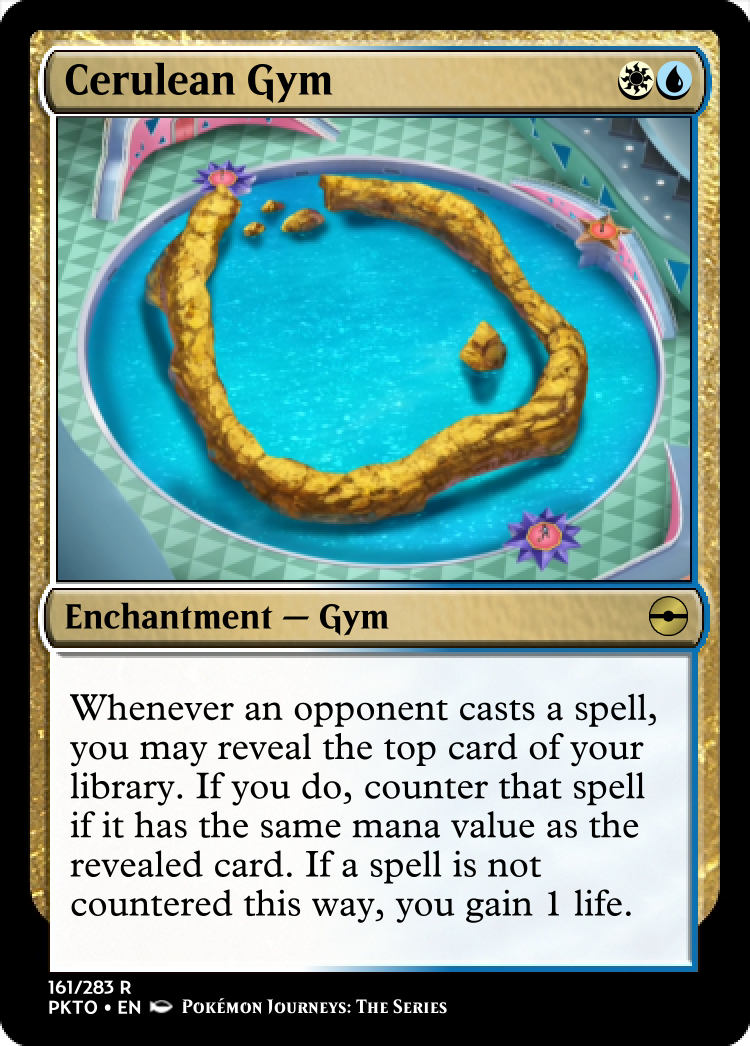 Cerulean Gym
Enchantment — Gym
Whenever an opponent casts a spell,
you may reveal the top card of your
library. If you do, counter that spell
if it has the same mana value as the
revealed card. If a spell is not
countered this way, you gain 1 life.
161/283 R
PKTO • EN Pokémon Journeys: The Series